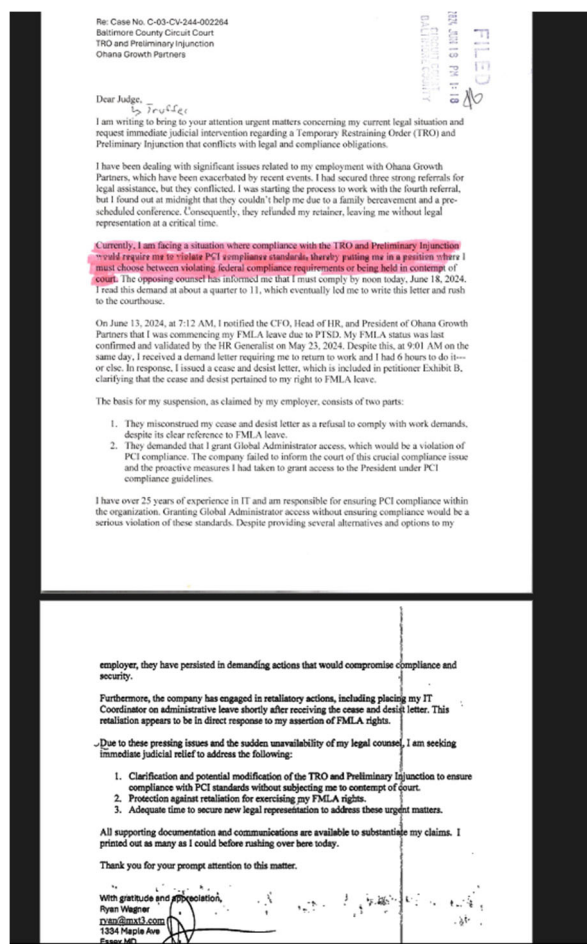 Re: Case No. C-03-CV-244-002264
Baltimore County Circuit Court
TRO and Preliminary Injunction
Ohana Growth Partners
FILED
2024 JUN 18 PM 1:18
CIRCUIT COURT
BALTIMORE COUNTY
Dear Judge,
Truffer
I am writing to bring to your attention urgent matters concerning my current legal situation and
request immediate judicial intervention regarding a Temporary Restraining Order (TRO) and
Preliminary Injunction that conflicts with legal and compliance obligations.
I have been dealing with significant issues related to my employment with Ohana Growth
Partners, which have been exacerbated by recent events. I had secured three strong referrals for
legal assistance, but they conflicted. I was starting the process to work with the fourth referral,
but I found out at midnight that they couldn't help me due to a family bereavement and a pre-
scheduled conference. Consequently, they refunded my retainer, leaving me without legal
representation at a critical time.
Currently, I am facing a situation where compliance with the TRO and Preliminary Injunction
would require me to violate PCI compliance standards, thereby putting me in a position where I
must choose between violating federal compliance requirements or being held in contempt of
court. The opposing counsel has informed me that I must comply by noon today, June 18, 2024.
I read this demand at about a quarter to 11, which eventually led me to write this letter and rush
to the courthouse.
On June 13, 2024, at 7:12 AM, I notified the CFO, Head of HR, and President of Ohana Growth
Partners that I was commencing my FMLA leave due to PTSD. My FMLA status was last
confirmed and validated by the HR Generalist on May 23, 2024. Despite this, at 9:01 AM on the
same day, I received a demand letter requiring me to return to work and I had 6 hours to do it---
or else. In response, I issued a cease and desist letter, which is included in petitioner Exhibit B,
clarifying that the cease and desist pertained to my right to FMLA leave.
The basis for my suspension, as claimed by my employer, consists of two parts:
1. They misconstrued my cease and desist letter as a refusal to comply with work demands,
despite its clear reference to FMLA leave.
2. They demanded that I grant Global Administrator access, which would be a violation of
PCI compliance. The company failed to inform the court of this crucial compliance issue
and the proactive measures I had taken to grant access to the President under PCI
compliance guidelines.
I have over 25 years of experience in IT and am responsible for ensuring PCI compliance within
the organization. Granting Global Administrator access without ensuring compliance would be a
serious violation of these standards. Despite providing several alternatives and options to my
employer, they have persisted in demanding actions that would compromise compliance and
security.
Furthermore, the company has engaged in retaliatory actions, including placing my IT
Coordinator on administrative leave shortly after receiving the cease and desist letter. This
retaliation appears to be in direct response to my assertion of FMLA rights.
Due to these pressing issues and the sudden unavailability of my legal counsel, I am seeking
immediate judicial relief to address the following:
1. Clarification and potential modification of the TRO and Preliminary Injunction to ensure
compliance with PCI standards without subjecting me to contempt of court.
2. Protection against retaliation for exercising my FMLA rights.
3. Adequate time to secure new legal representation to address these urgent matters.
All supporting documentation and communications are available to substantiate my claims. I
printed out as many as I could before rushing over here today.
Thank you for your prompt attention to this matter.
With gratitude and appreciation,
Ryan Wagner
ryan@mxt3.com
1334 Maple Ave
Essex MD